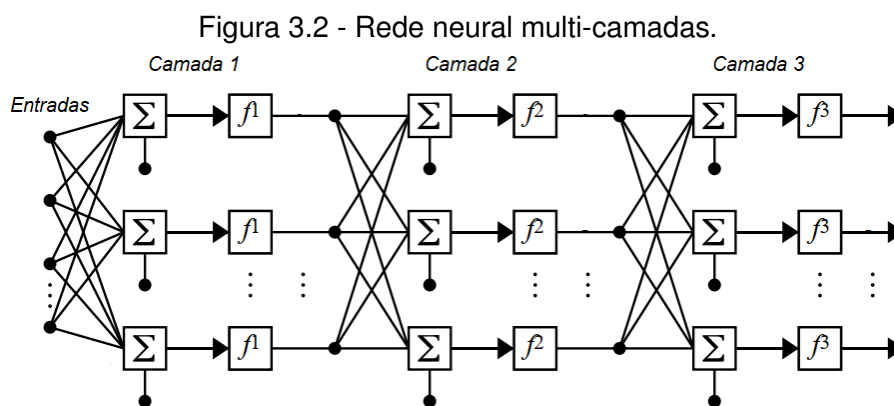 Figura 3.2 - Rede neural multi-camadas.
Camada 1 Camada 2 Camada 3
Entradas
Σ f1 Σ f2 Σ f3
Σ f1 Σ f2 Σ f3
Σ f1 Σ f2 Σ f3